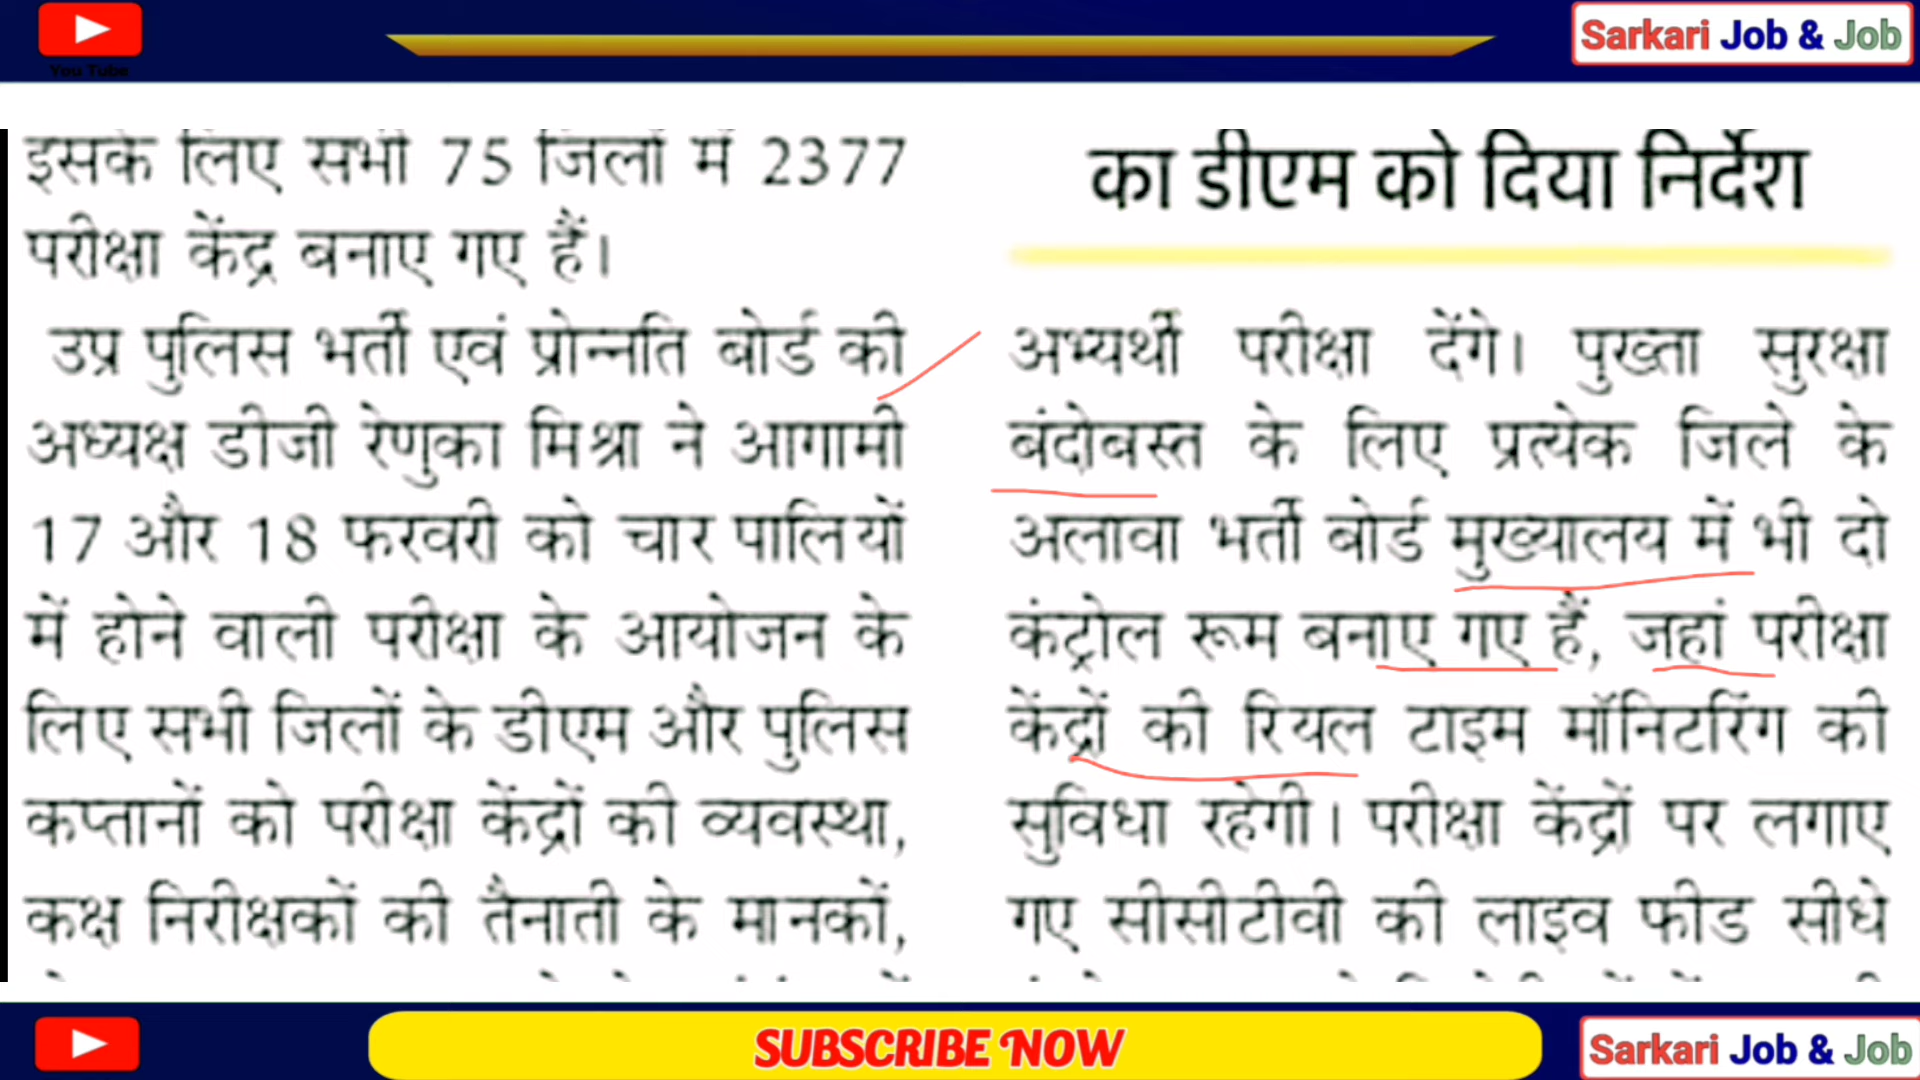 You Tube
Sarkari Job & Job
इसके लिए सभी 75 जिलों में 2377
परीक्षा केंद्र बनाए गए हैं।
उप्र पुलिस भर्ती एवं प्रोन्नति बोर्ड की
अध्यक्ष डीजी रेणुका मिश्रा ने आगामी
17 और 18 फरवरी को चार पालियों
में होने वाली परीक्षा के आयोजन के
लिए सभी जिलों के डीएम और पुलिस
कप्तानों को परीक्षा केंद्रों की व्यवस्था,
कक्ष निरीक्षकों की तैनाती के मानकों,
का डीएम को दिया निर्देश
अभ्यर्थी परीक्षा देंगे। पुख्ता सुरक्षा
बंदोबस्त के लिए प्रत्येक जिले के
अलावा भर्ती बोर्ड मुख्यालय में भी दो
कंट्रोल रूम बनाए गए हैं, जहां परीक्षा
केंद्रों की रियल टाइम मॉनिटरिंग की
सुविधा रहेगी। परीक्षा केंद्रों पर लगाए
गए सीसीटीवी की लाइव फीड सीधे
SUBSCRIBE NOW
Sarkari Job & Job